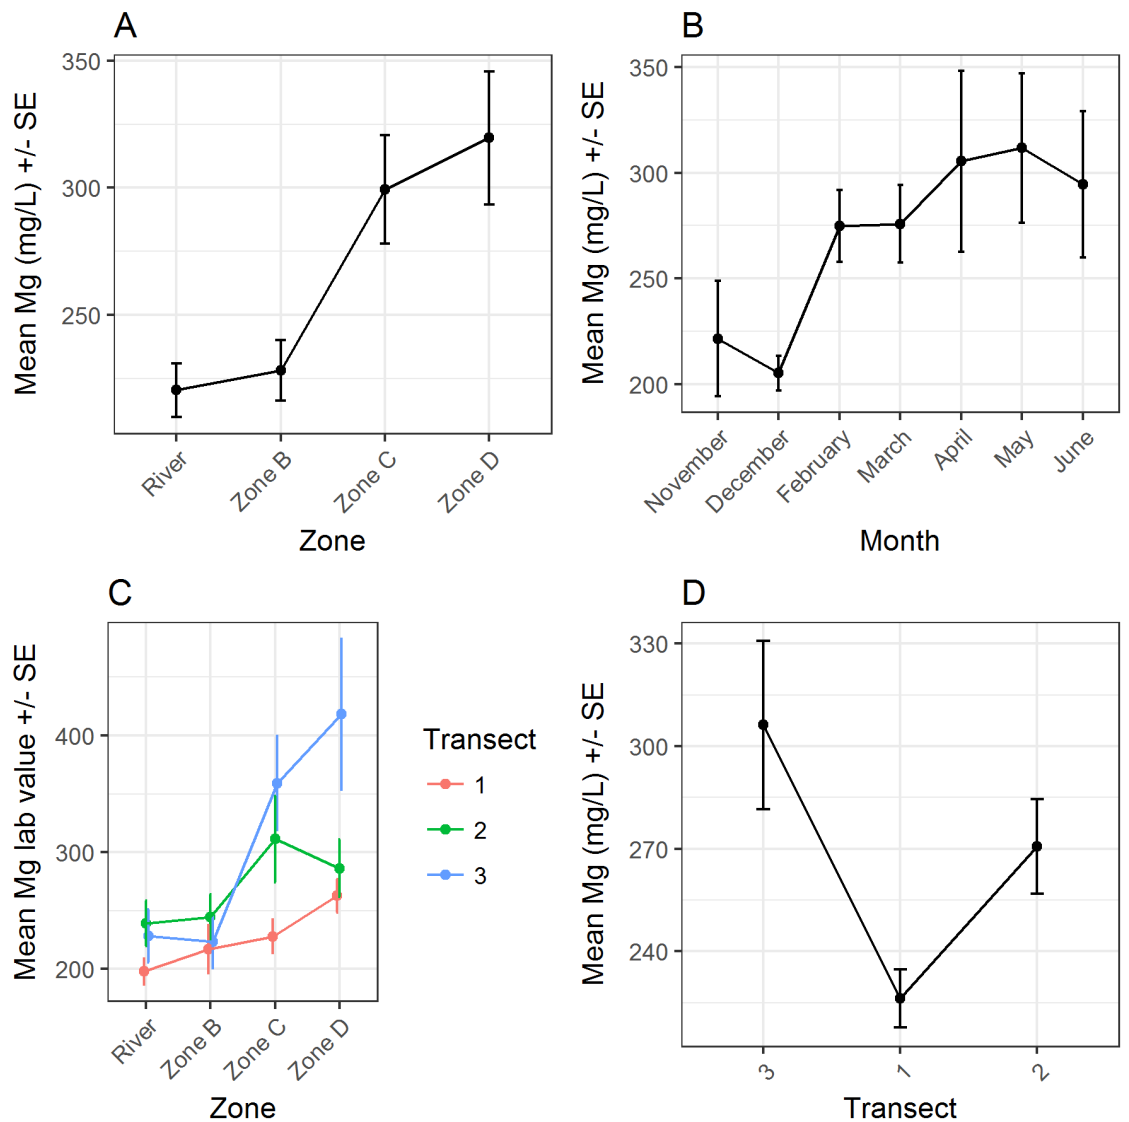 A
Mean Mg (mg/L) +/- SE
350
300
250
River
Zone B
Zone C
Zone D
Zone
B
Mean Mg (mg/L) +/- SE
350
300
250
200
November
December
February
March
April
May
June
Month
C
Mean Mg lab value +/- SE
400
300
200
River
Zone B
Zone C
Zone D
Zone
Transect
1
2
3
D
Mean Mg (mg/L) +/- SE
330
300
270
240
3
1
2
Transect